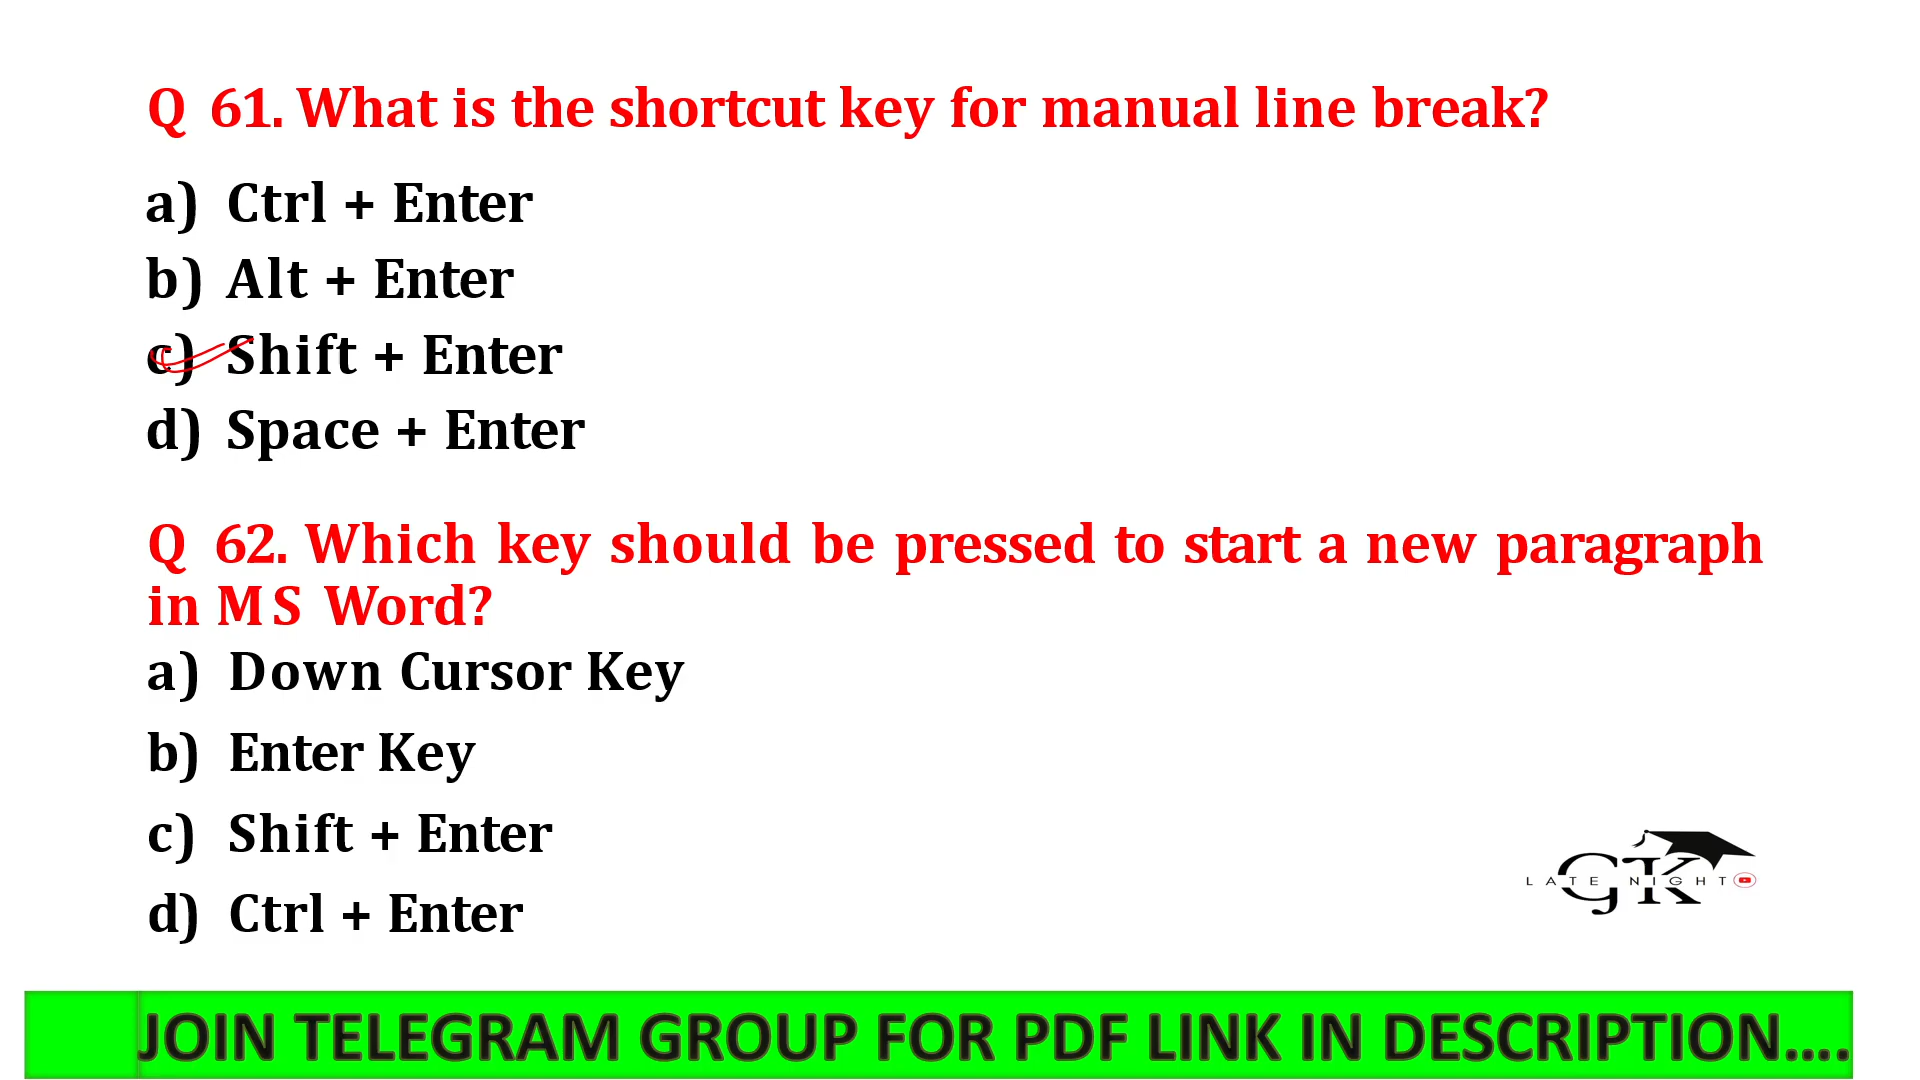 Q 61. What is the shortcut key for manual line break?
a) Ctrl + Enter
b) Alt + Enter
c) Shift + Enter
d) Space + Enter
Q 62. Which key should be pressed to start a new paragraph
in MS Word?
a) Down Cursor Key
b) Enter Key
c) Shift + Enter
d) Ctrl + Enter
GK
LATE NIGHT
JOIN TELEGRAM GROUP FOR PDF LINK IN DESCRIPTION....